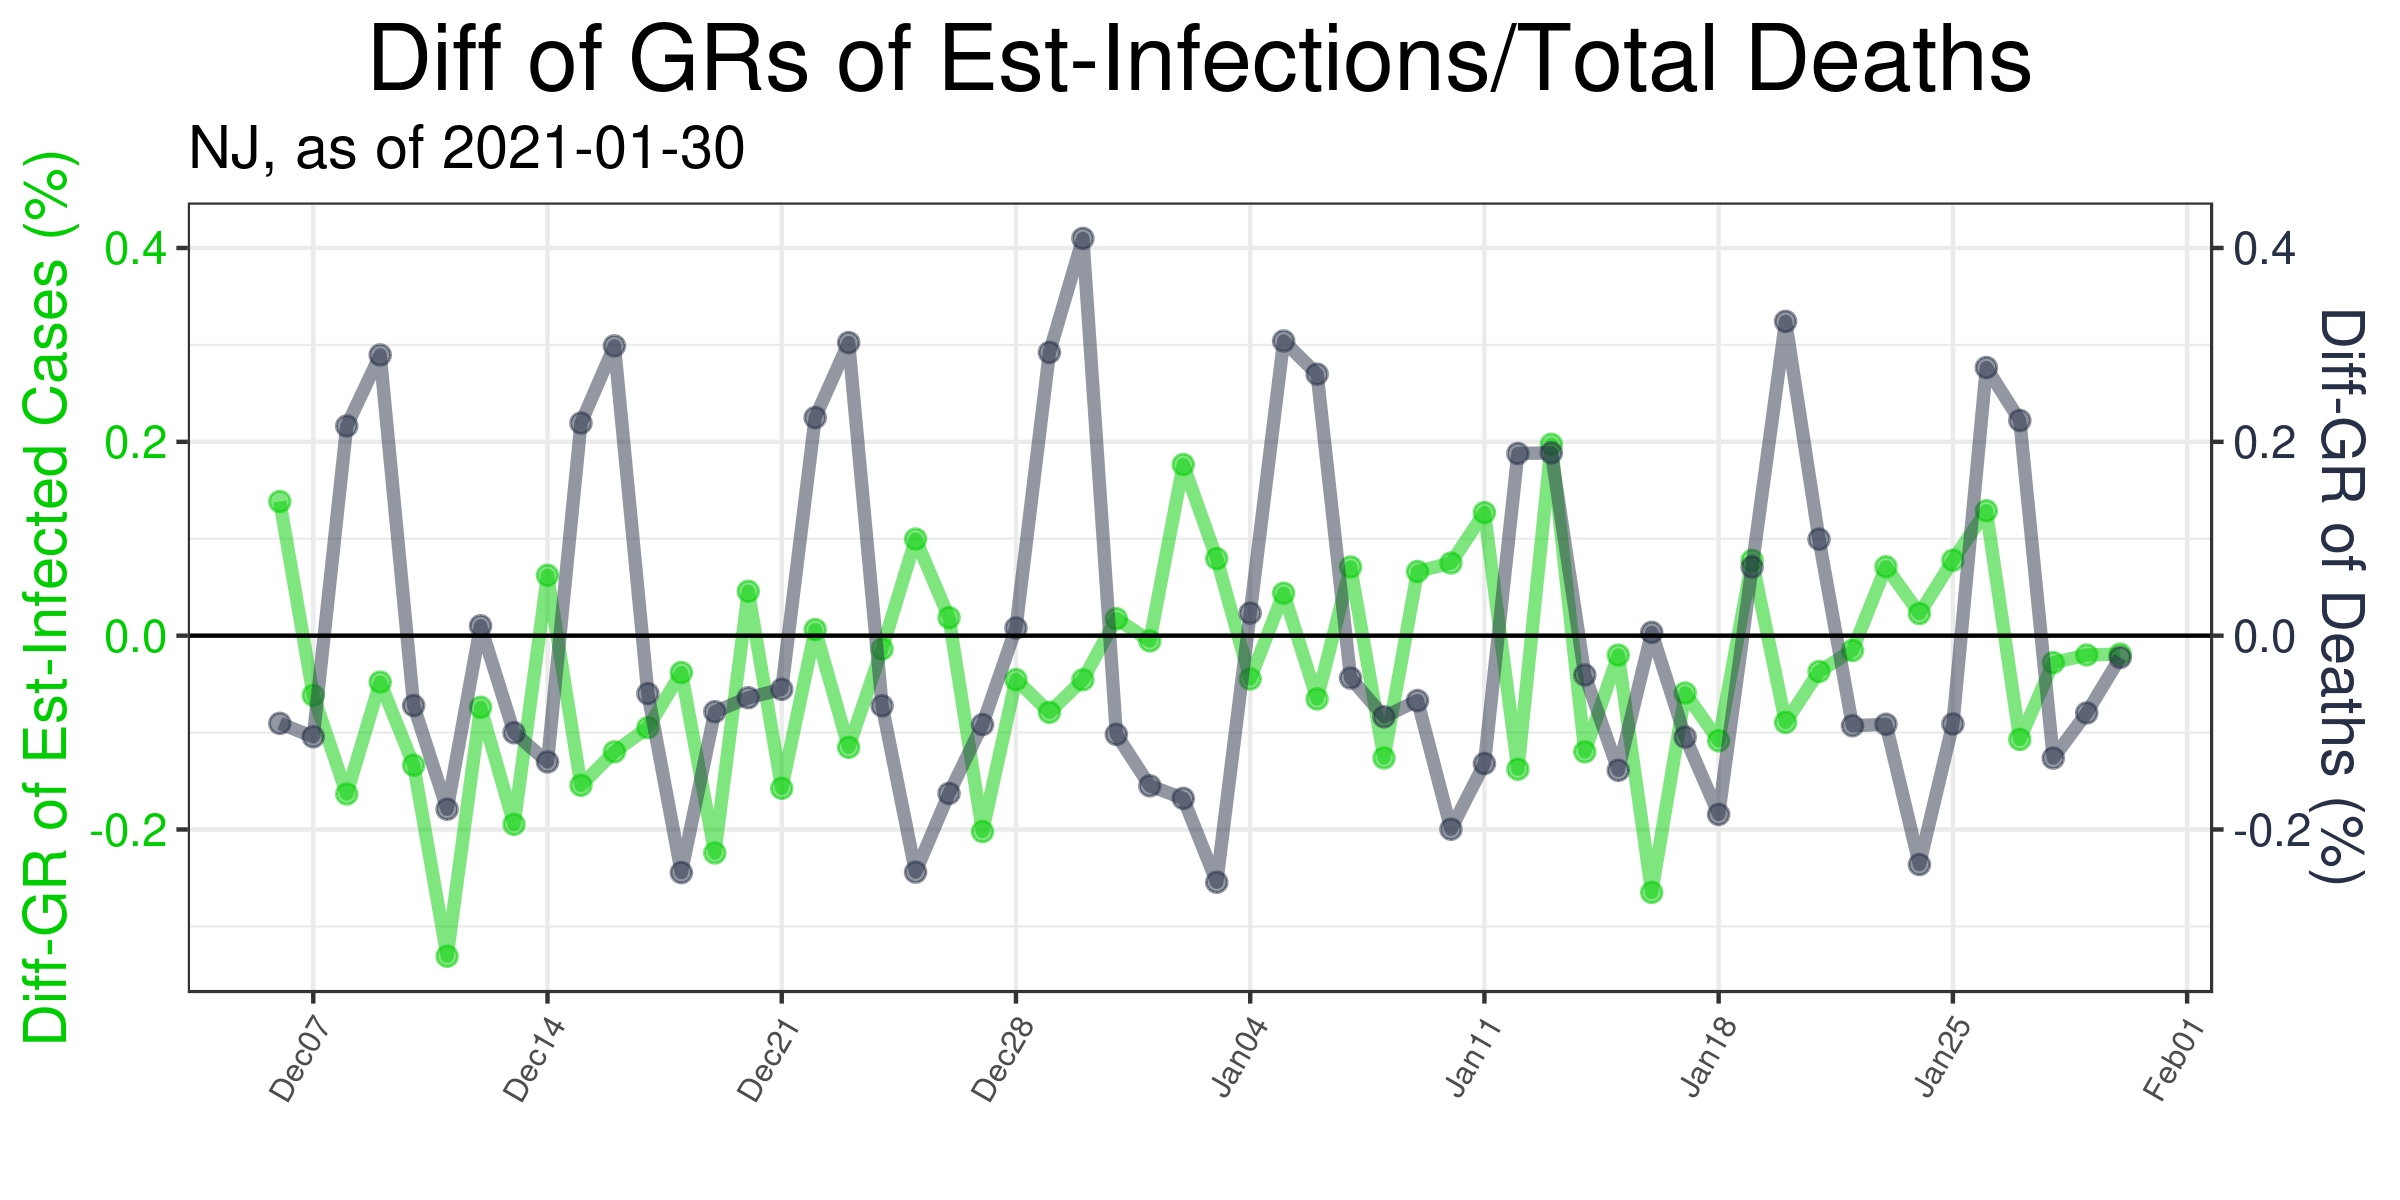 Diff of GRs of Est-Infections/Total Deaths
NJ, as of 2021-01-30
Diff-GR of Est-Infected Cases (%)
0.4
0.2
0.0
-0.2
0.4
0.2
0.0
-0.2
Diff-GR of Deaths (%)
Dec07
Dec14
Dec21
Dec28
Jan04
Jan11
Jan18
Jan25
Feb01